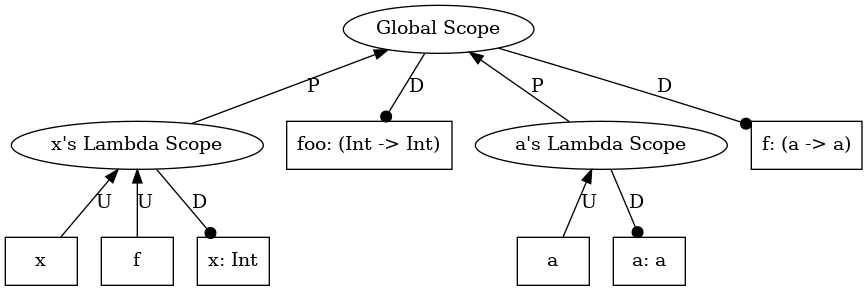 Global Scope
P
D
P
D
x's Lambda Scope
foo: (Int -> Int)
a's Lambda Scope
f: (a -> a)
U
U
D
U
D
x
f
x: Int
a
a: a